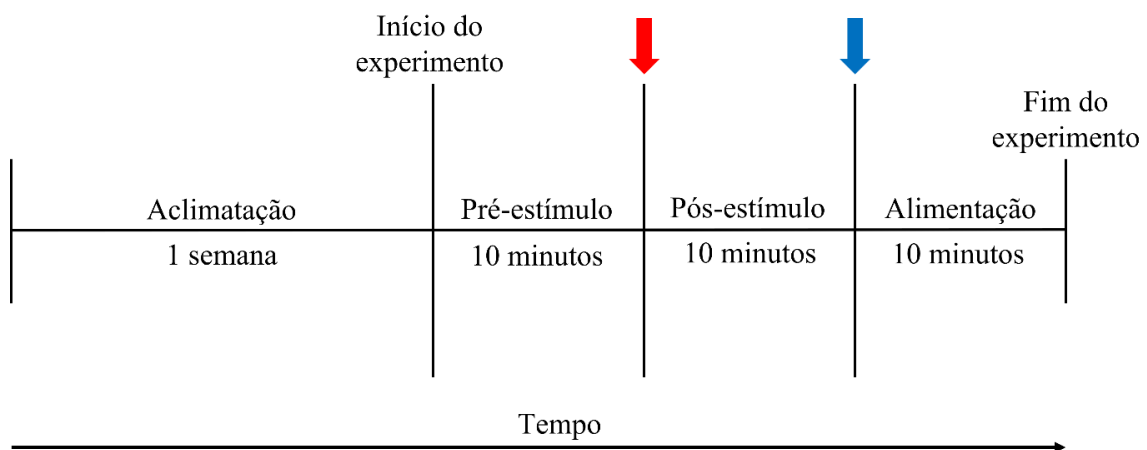 Início do
experimento
Fim do
experimento
Aclimatação
Pré-estímulo
Pós-estímulo
Alimentação
1 semana
10 minutos
10 minutos
10 minutos
Tempo